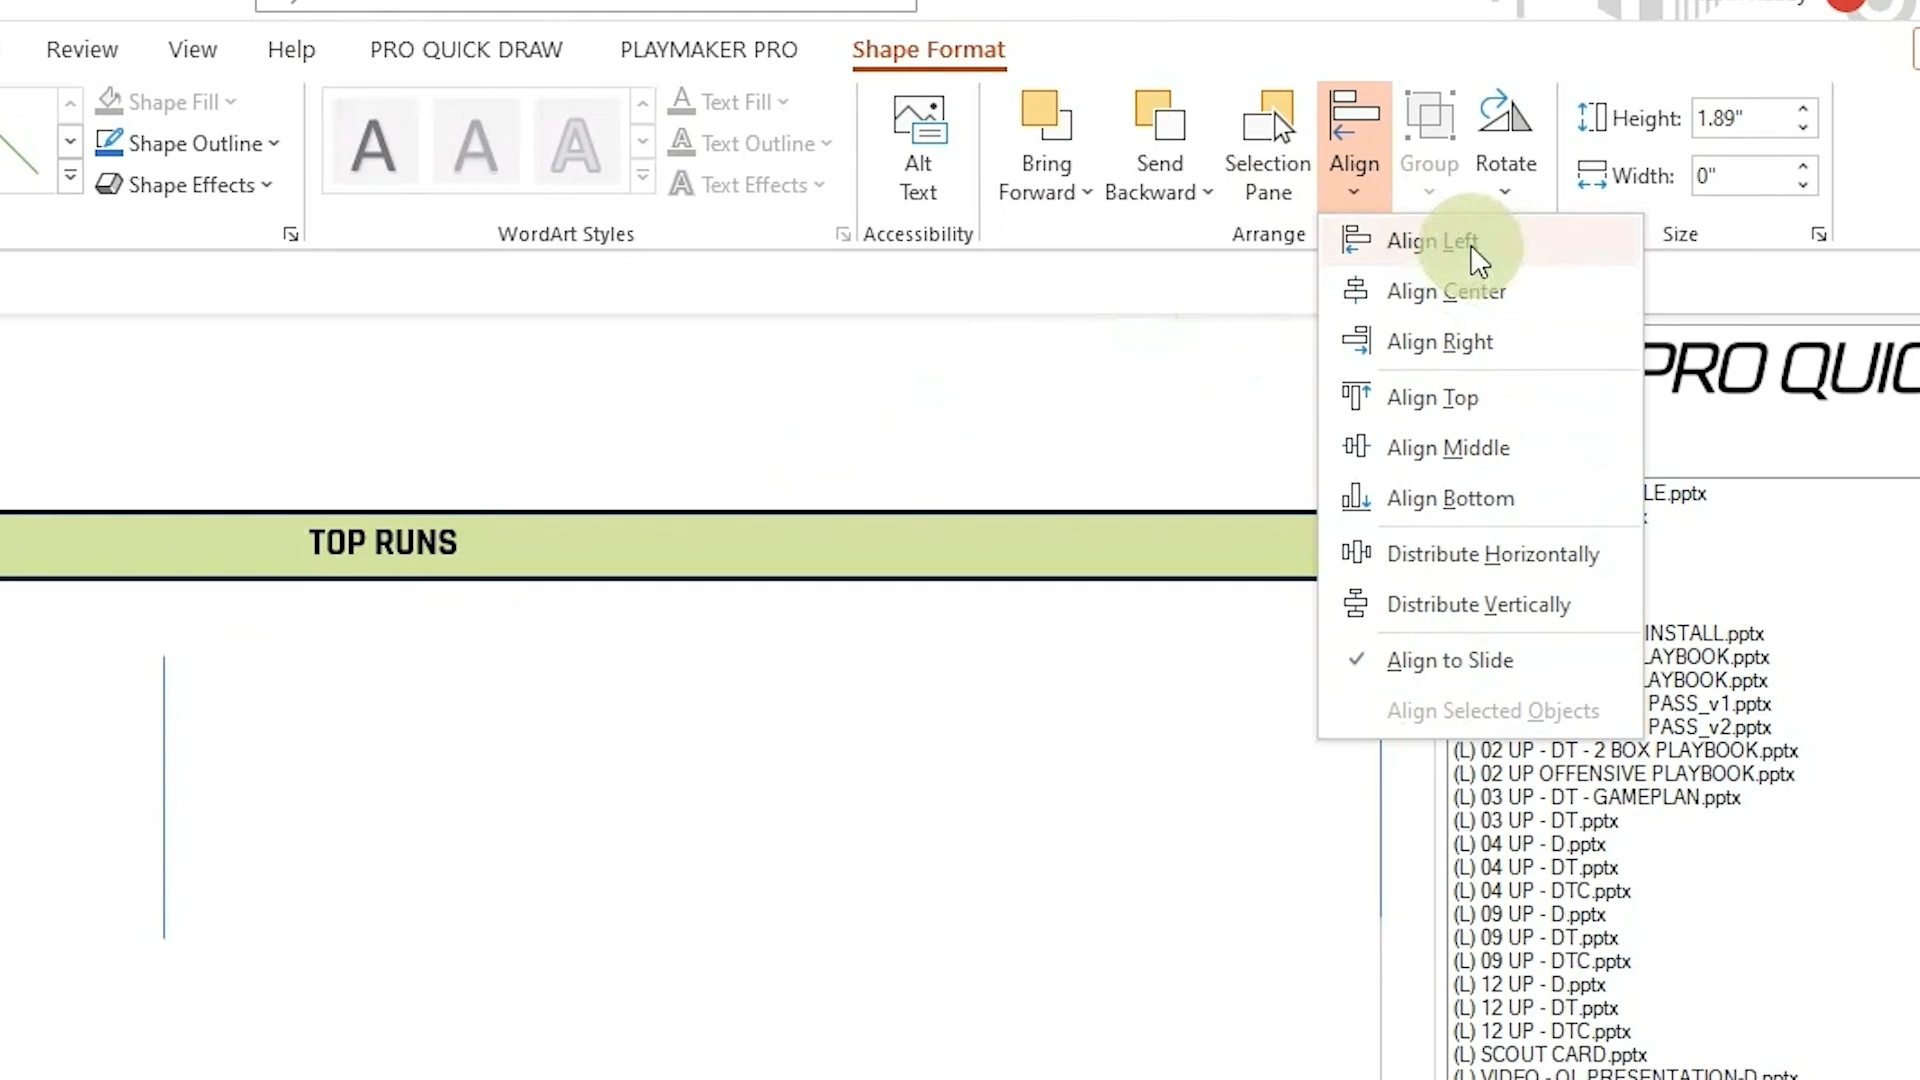 Review
View
Help
PRO QUICK DRAW
PLAYMAKER PRO
Shape Format
Shape Fill
Shape Outline
Shape Effects
A
A
A
Text Fill
Text Outline
Text Effects
WordArt Styles
Alt
Text
Accessibility
Bring
Forward
Send
Backward
Selection
Pane
Align
Group
Rotate
Arrange
Height:
1.89"
Width:
0"
Size
Align Left
Align Center
Align Right
Align Top
Align Middle
Align Bottom
Distribute Horizontally
Distribute Vertically
Align to Slide
Align Selected Objects
TOP RUNS
PRO QUIC
LE.pptx
INSTALL.pptx
LAYBOOK.pptx
LAYBOOK.pptx
PASS_v1.pptx
PASS_v2.pptx
(L) 02 UP - DT - 2 BOX PLAYBOOK.pptx
(L) 02 UP OFFENSIVE PLAYBOOK.pptx
(L) 03 UP - DT - GAMEPLAN.pptx
(L) 03 UP - DT.pptx
(L) 04 UP - D.pptx
(L) 04 UP - DT.pptx
(L) 04 UP - DTC.pptx
(L) 09 UP - D.pptx
(L) 09 UP - DT.pptx
(L) 09 UP - DTC.pptx
(L) 12 UP - D.pptx
(L) 12 UP - DT.pptx
(L) 12 UP - DTC.pptx
(L) SCOUT CARD.pptx
(L) VIDEO - OL PRESENTATION-D.pptx